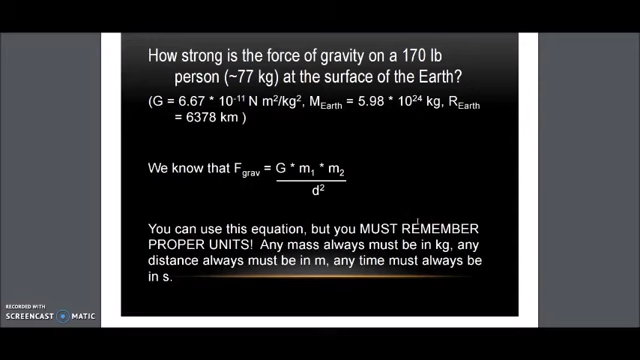 How strong is the force of gravity on a 170 lb
person (~77 kg) at the surface of the Earth?
(G = 6.67 * 10⁻¹¹ N m²/kg², M_Earth = 5.98 * 10²⁴ kg, R_Earth
= 6378 km )
We know that F_grav = G * m₁ * m₂
d²
You can use this equation, but you MUST REMEMBER
PROPER UNITS! Any mass always must be in kg, any
distance always must be in m, any time must always be
in s.
RECORDED WITH
SCREENCAST MATIC